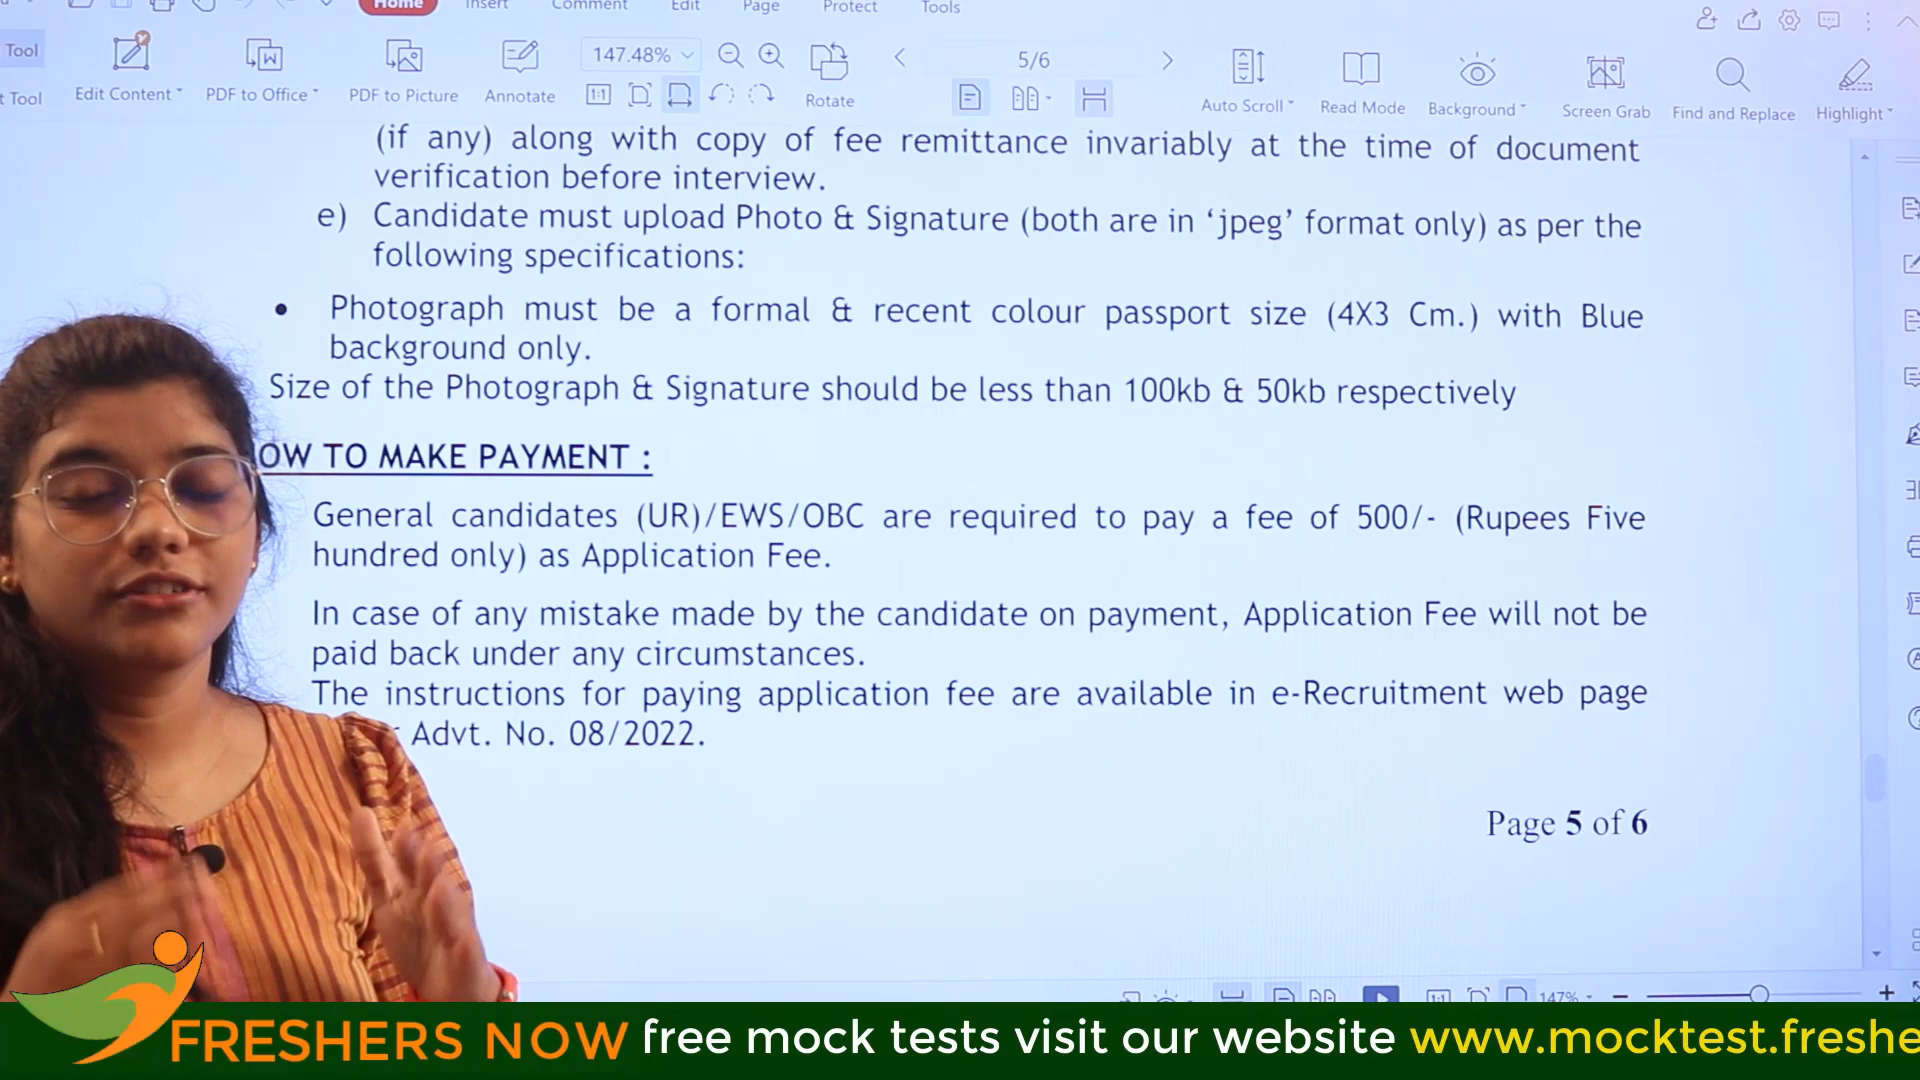 Home Insert Comment Edit Page Protect Tools
Tool
147.48%
5/6
t Tool
Edit Content
PDF to Office
PDF to Picture
Annotate
Rotate
Auto Scroll
Read Mode
Background
Screen Grab
Find and Replace
Highlight
(if any) along with copy of fee remittance invariably at the time of document
verification before interview.
e) Candidate must upload Photo & Signature (both are in ‘jpeg’ format only) as per the
following specifications:
• Photograph must be a formal & recent colour passport size (4X3 Cm.) with Blue
background only.
Size of the Photograph & Signature should be less than 100kb & 50kb respectively
OW TO MAKE PAYMENT :
General candidates (UR)/EWS/OBC are required to pay a fee of 500/- (Rupees Five
hundred only) as Application Fee.
In case of any mistake made by the candidate on payment, Application Fee will not be
paid back under any circumstances.
The instructions for paying application fee are available in e-Recruitment web page
Advt. No. 08/2022.
Page 5 of 6
147%
FRESHERS NOW free mock tests visit our website www.mocktest.freshe